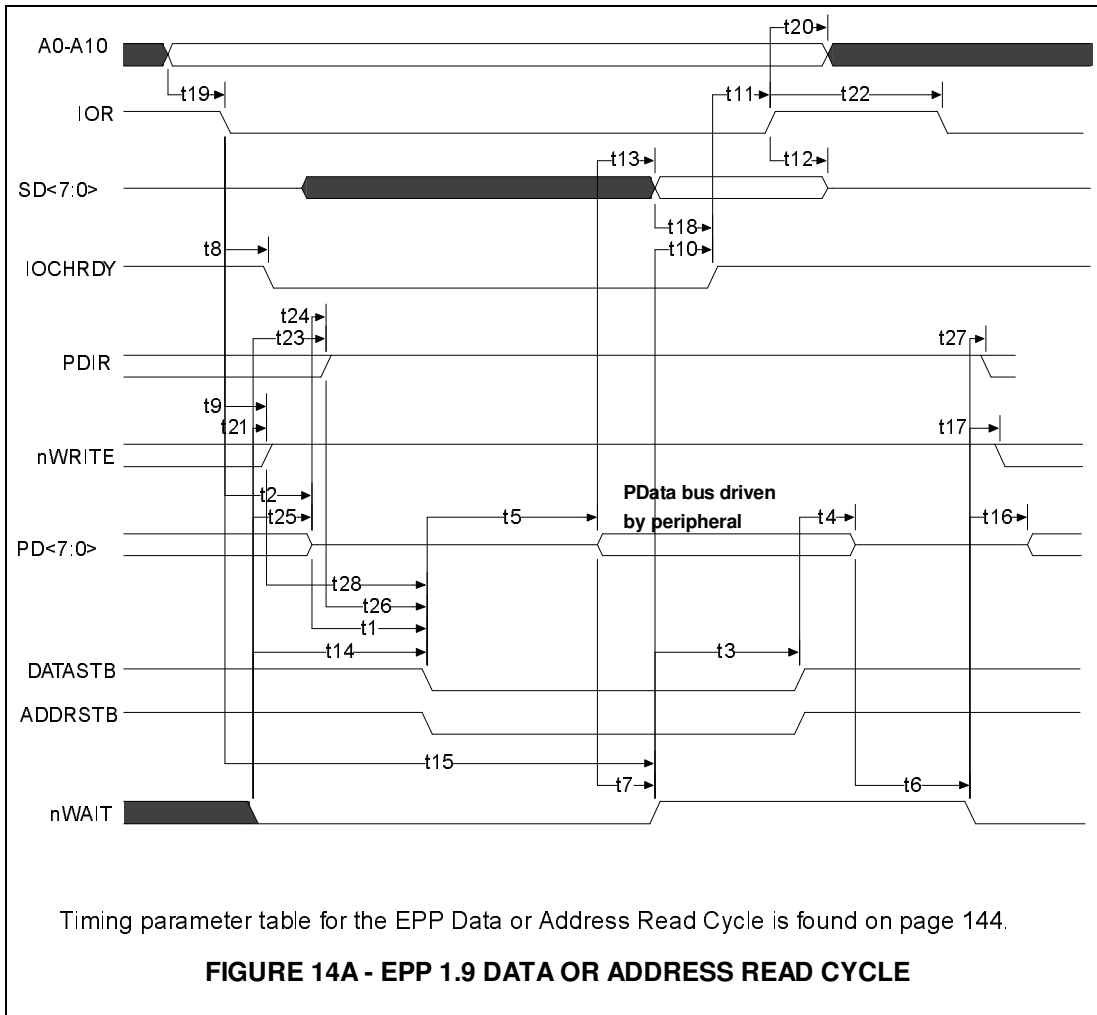 t20
A0-A10
t19
t11
t22
IOR
t13
t12
SD<7:0>
t18
t8
t10
IOCHRDY
t24
t23
t27
PDIR
t9
t21
t17
nWRITE
t2
PData bus driven
t25
t5
by peripheral
t4
t16
PD<7:0>
t28
t26
t1
t14
t3
DATASTB
ADDRSTB
t15
t7
t6
nWAIT
Timing parameter table for the EPP Data or Address Read Cycle is found on page 144.
FIGURE 14A - EPP 1.9 DATA OR ADDRESS READ CYCLE